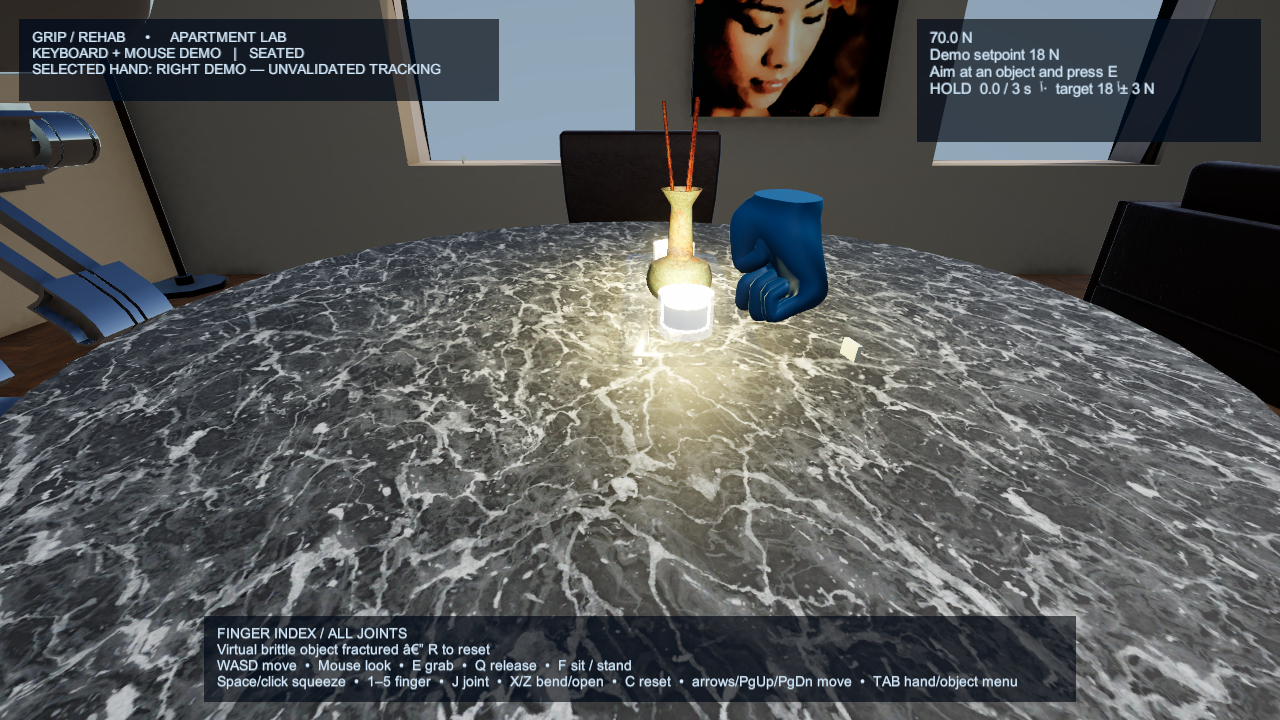 GRIP / REHAB • APARTMENT LAB
KEYBOARD + MOUSE DEMO | SEATED
SELECTED HAND: RIGHT DEMO — UNVALIDATED TRACKING
70.0 N
Demo setpoint 18 N
Aim at an object and press E
HOLD 0.0 / 3 s · target 18 ± 3 N
FINGER INDEX / ALL JOINTS
Virtual brittle object fractured â€” R to reset
WASD move • Mouse look • E grab • Q release • F sit / stand
Space/click squeeze • 1–5 finger • J joint • X/Z bend/open • C reset • arrows/PgUp/PgDn move • TAB hand/object menu